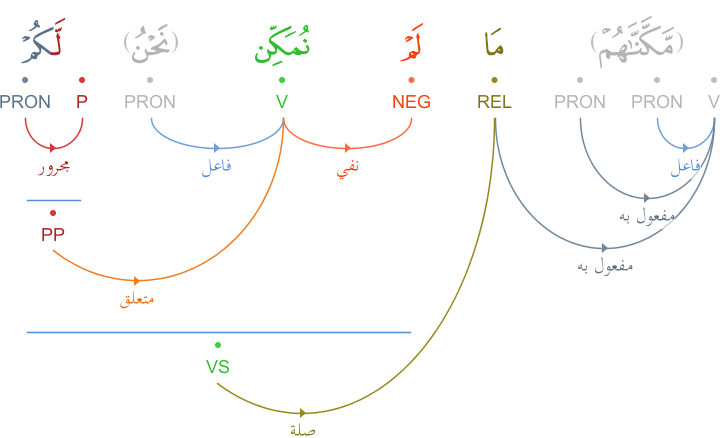 (مَّكَّنَّـٰهُمْ) مَا لَمْ نُمَكِّن (نَحْنُ) لَّكُمْ
V PRON PRON REL NEG V PRON P PRON
فاعل نفي فاعل مجرور
مفعول به
PP
مفعول به
متعلق
VS
صلة